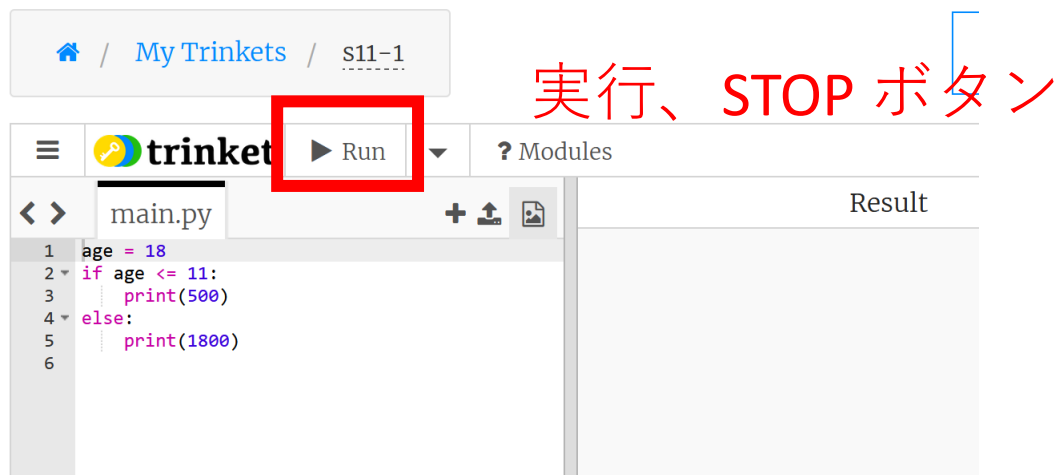 / My Trinkets / s11-1
実行、STOP ボタン
trinket Run ? Modules
main.py
Result
1 age = 18
2 if age <= 11:
3 print(500)
4 else:
5 print(1800)
6